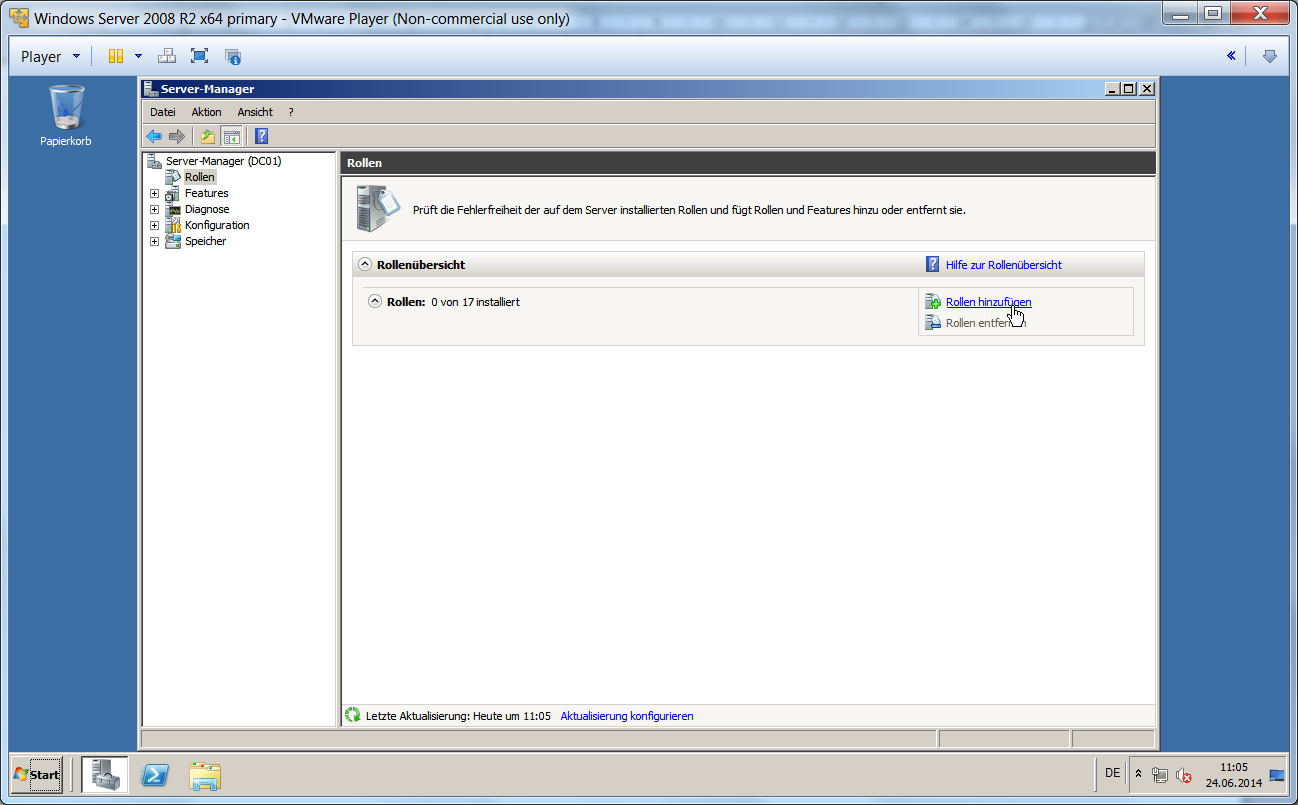 Windows Server 2008 R2 x64 primary - VMware Player (Non-commercial use only)
Player
Papierkorb
Server-Manager
Datei Aktion Ansicht ?
Server-Manager (DC01)
Rollen
Features
Diagnose
Konfiguration
Speicher
Rollen
Prüft die Fehlerfreiheit der auf dem Server installierten Rollen und fügt Rollen und Features hinzu oder entfernt sie.
Rollenübersicht
Hilfe zur Rollenübersicht
Rollen: 0 von 17 installiert
Rollen hinzufügen
Rollen entfernen
Letzte Aktualisierung: Heute um 11:05 Aktualisierung konfigurieren
Start
DE
11:05
24.06.2014